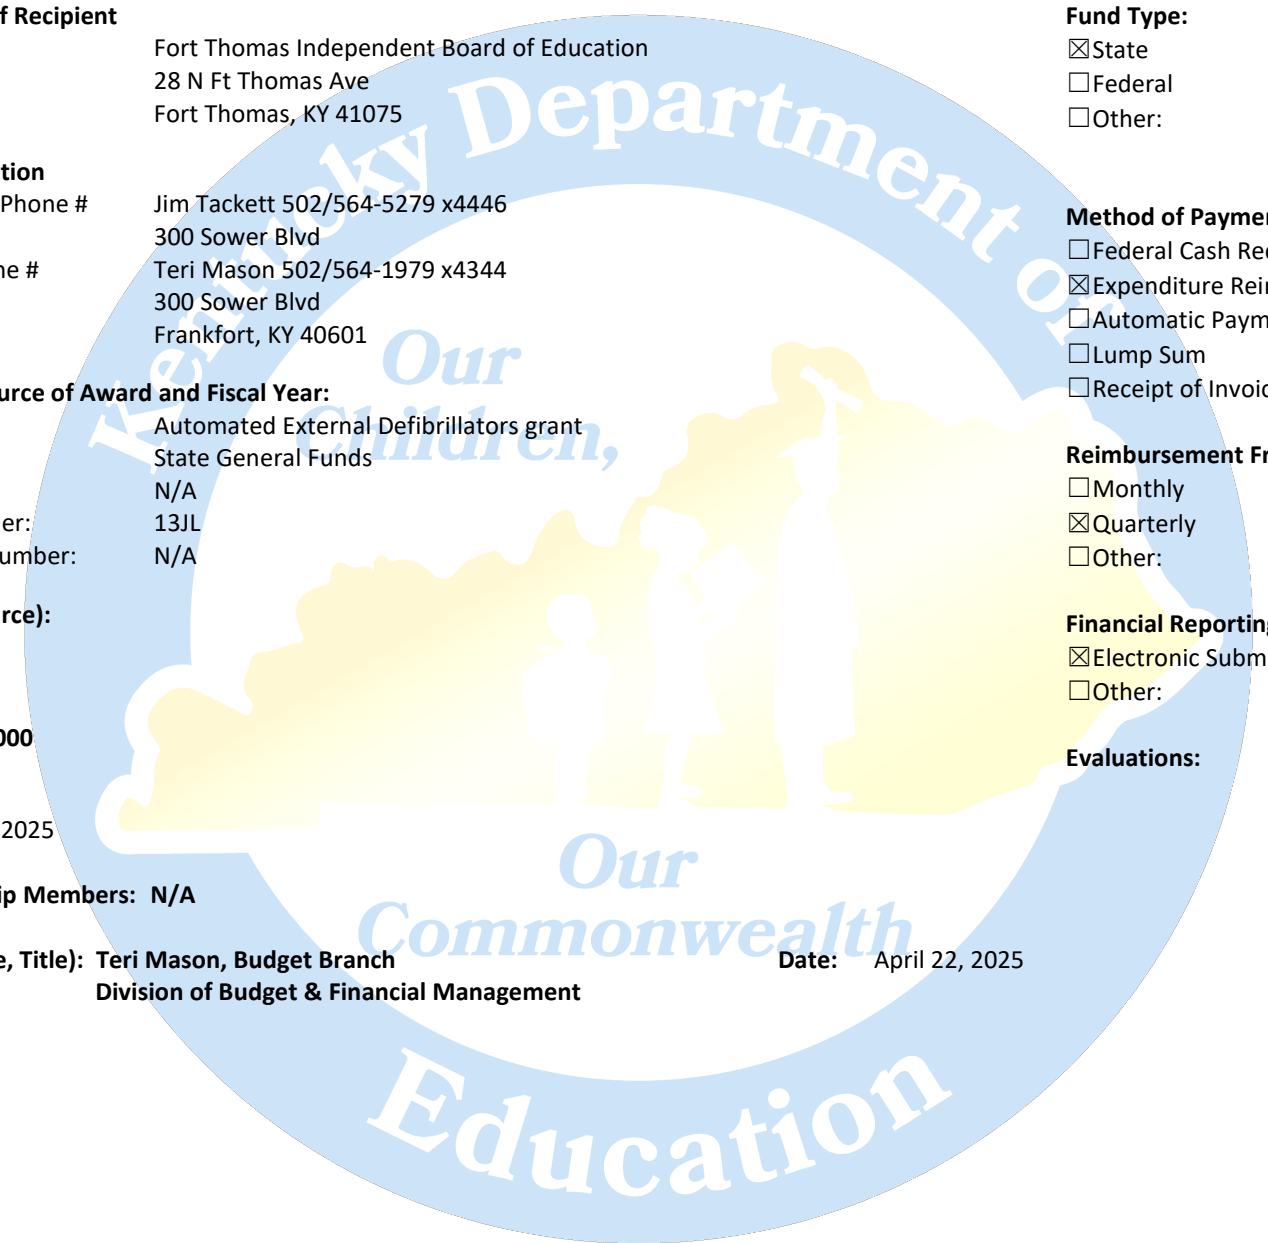 f Recipient
Fort Thomas Independent Board of Education
28 N Ft Thomas Ave
Fort Thomas, KY 41075
tion
Phone # Jim Tackett 502/564-5279 x4446
300 Sower Blvd
ne # Teri Mason 502/564-1979 x4344
300 Sower Blvd
Frankfort, KY 40601
urce of Award and Fiscal Year:
Automated External Defibrillators grant
State General Funds
N/A
er: 13JL
umber: N/A
rce):
000
2025
ip Members: N/A
e, Title): Teri Mason, Budget Branch
Division of Budget & Financial Management
Date: April 22, 2025
Fund Type:
☒State
☐Federal
☐Other:
Method of Paymen
☐Federal Cash Rec
☒Expenditure Rein
☐Automatic Paym
☐Lump Sum
☐Receipt of Invoic
Reimbursement Fr
☐Monthly
☒Quarterly
☐Other:
Financial Reporting
☒Electronic Subm
☐Other:
Evaluations:
Kentucky Department of
Education
Our
Children,
Our
Commonwealth